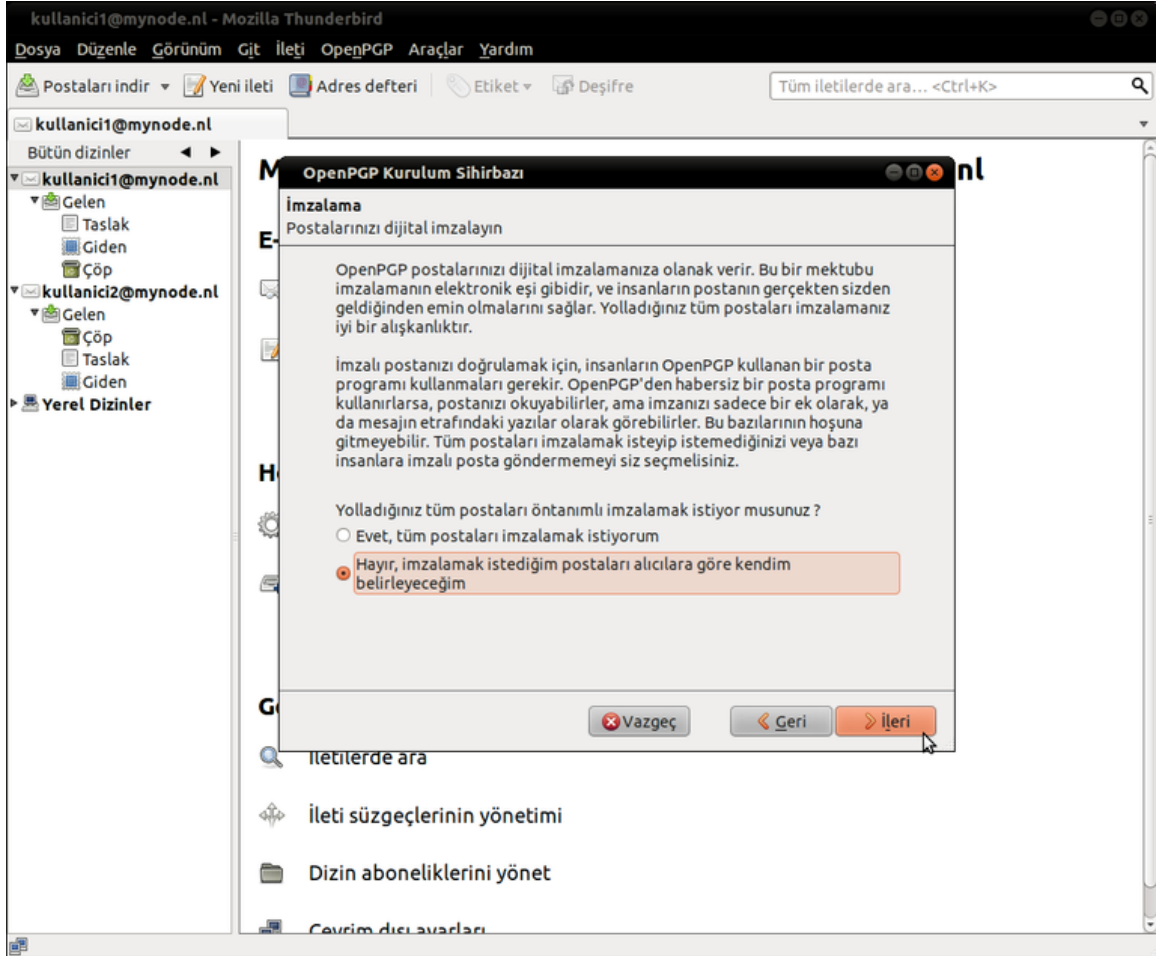 kullanici1@mynode.nl - Mozilla Thunderbird
Dosya Düzenle Görünüm Git İleti OpenPGP Araçlar Yardım
Postaları indir Yeni ileti Adres defteri Etiket Deşifre Tüm iletilerde ara... <Ctrl+K>
kullanici1@mynode.nl
Bütün dizinler
kullanici1@mynode.nl
Gelen
Taslak
Giden
Çöp
kullanici2@mynode.nl
Gelen
Çöp
Taslak
Giden
Yerel Dizinler
M
nl
E-
H
G
OpenPGP Kurulum Sihirbazı
İmzalama
Postalarınızı dijital imzalayın
OpenPGP postalarınızı dijital imzalamanıza olanak verir. Bu bir mektubu
imzalamanın elektronik eşi gibidir, ve insanların postanın gerçekten sizden
geldiğinden emin olmalarını sağlar. Yolladığınız tüm postaları imzalamanız
iyi bir alışkanlıktır.
İmzalı postanızı doğrulamak için, insanların OpenPGP kullanan bir posta
programı kullanmaları gerekir. OpenPGP'den habersiz bir posta programı
kullanırlarsa, postanızı okuyabilirler, ama imzanızı sadece bir ek olarak, ya
da mesajın etrafındaki yazılar olarak görebilirler. Bu bazılarının hoşuna
gitmeyebilir. Tüm postaları imzalamak isteyip istemediğinizi veya bazı
insanlara imzalı posta göndermemeyi siz seçmelisiniz.
Yolladığınız tüm postaları öntanımlı imzalamak istiyor musunuz ?
Evet, tüm postaları imzalamak istiyorum
Hayır, imzalamak istediğim postaları alıcılara göre kendim
belirleyeceğim
Vazgeç Geri İleri
İletilerde ara
İleti süzgeçlerinin yönetimi
Dizin aboneliklerini yönet
Çevrim dışı ayarları